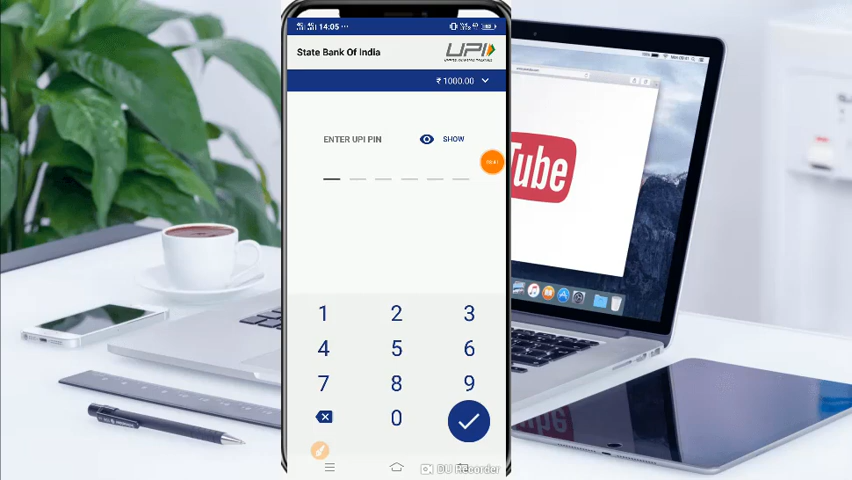 14:05
State Bank Of India
UPI
₹ 1000.00
ENTER UPI PIN
SHOW
Tube
1 2 3
4 5 6
7 8 9
0
DU Recorder